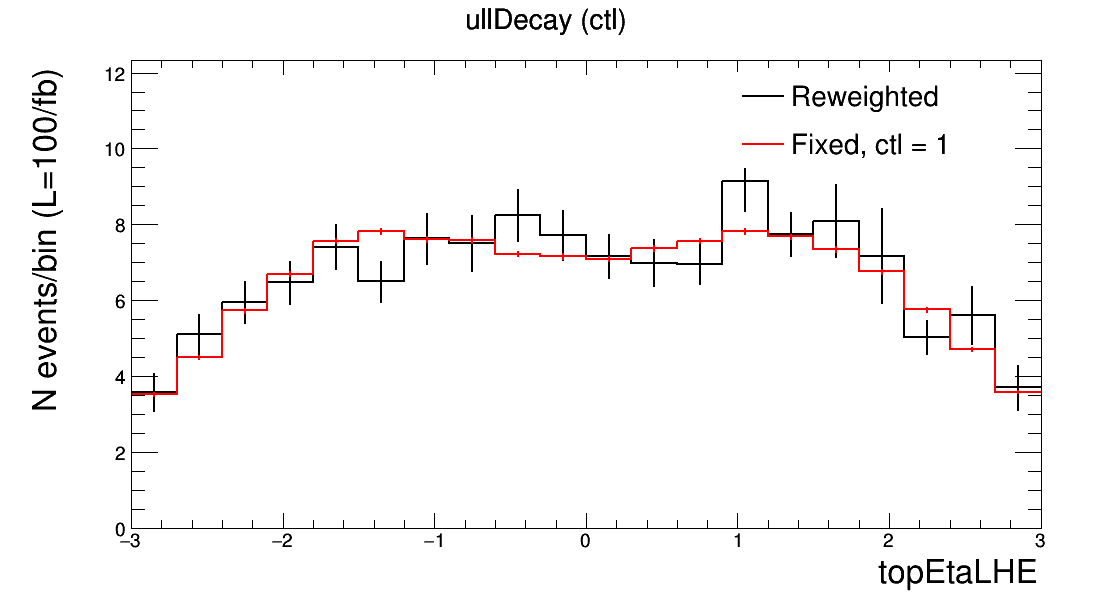 ullDecay (ctl)
N events/bin (L=100/fb)
12
10
8
6
4
2
0
Reweighted
Fixed, ctl = 1
−3
−2
−1
0
1
2
3
topEtaLHE